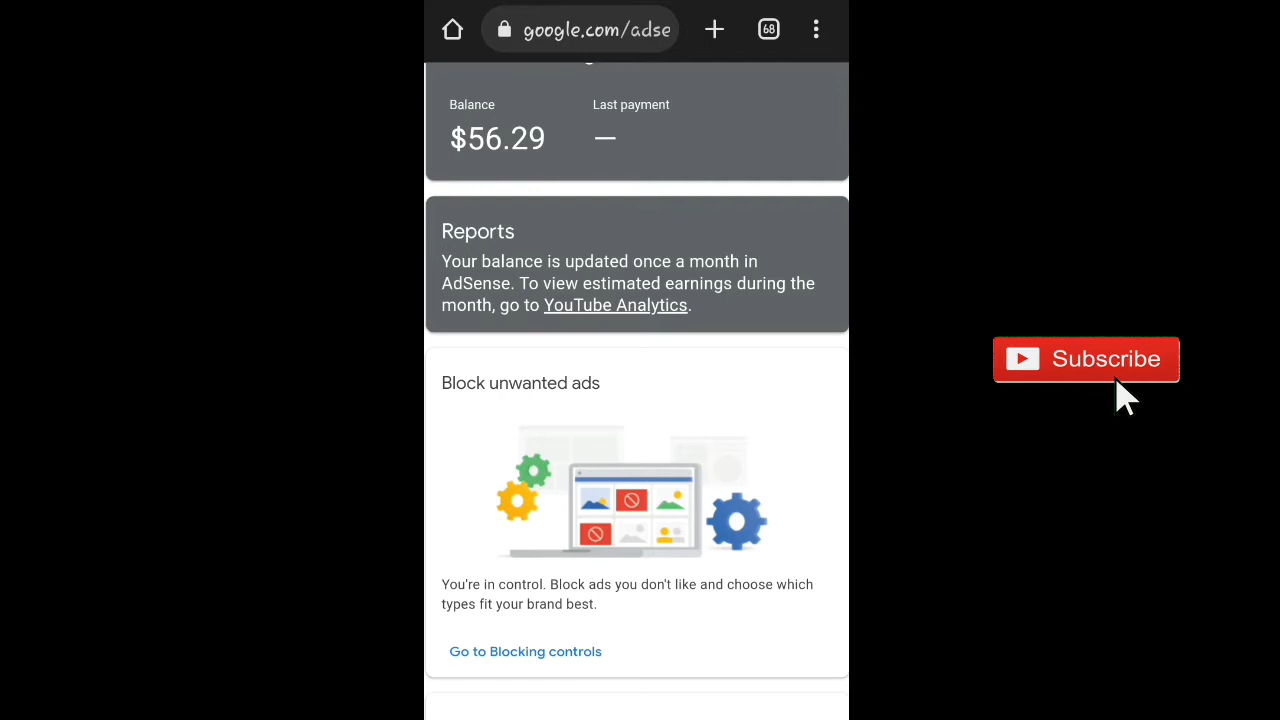 google.com/adse
68
Balance
Last payment
$56.29
—
Reports
Your balance is updated once a month in
AdSense. To view estimated earnings during the
month, go to YouTube Analytics.
Block unwanted ads
You're in control. Block ads you don't like and choose which
types fit your brand best.
Go to Blocking controls
Subscribe